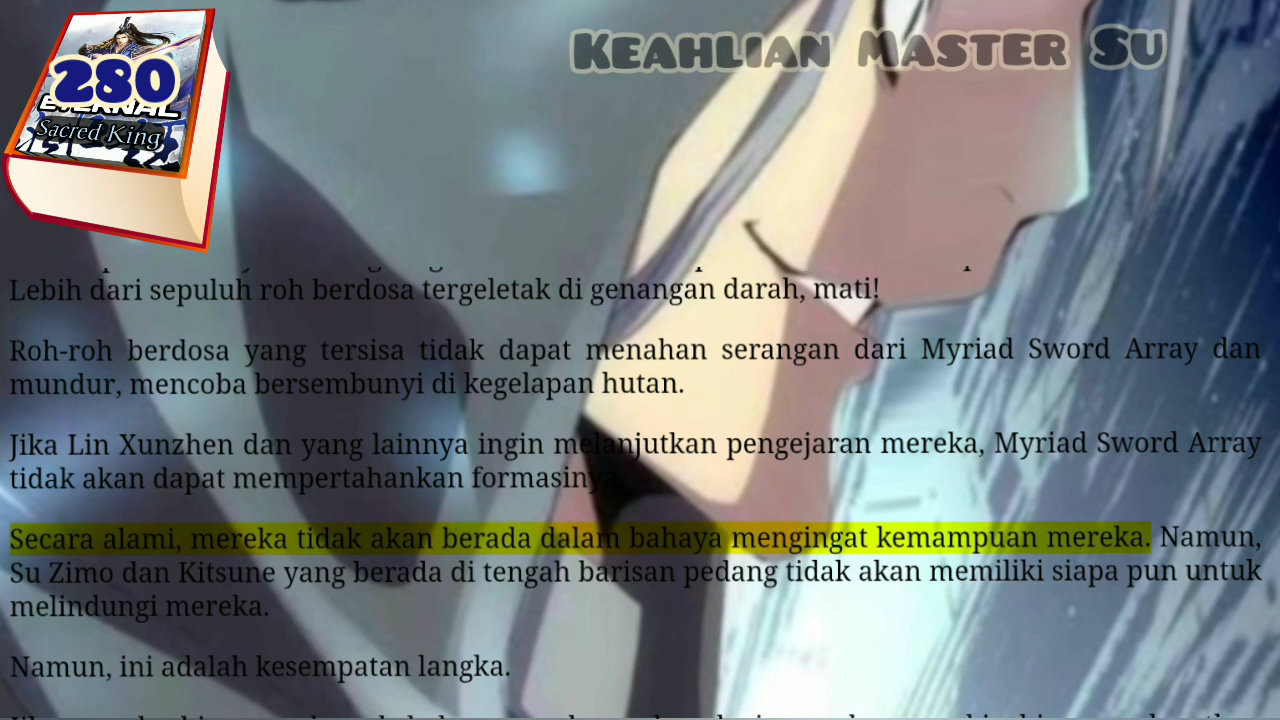 280
ETERNAL
Sacred King
KEAHLIAN MASTER SU
Lebih dari sepuluh roh berdosa tergeletak di genangan darah, mati!
Roh-roh berdosa yang tersisa tidak dapat menahan serangan dari Myriad Sword Array dan
mundur, mencoba bersembunyi di kegelapan hutan.
Jika Lin Xunzhen dan yang lainnya ingin melanjutkan pengejaran mereka, Myriad Sword Array
tidak akan dapat mempertahankan formasinya.
Secara alami, mereka tidak akan berada dalam bahaya mengingat kemampuan mereka. Namun,
Su Zimo dan Kitsune yang berada di tengah barisan pedang tidak akan memiliki siapa pun untuk
melindungi mereka.
Namun, ini adalah kesempatan langka.